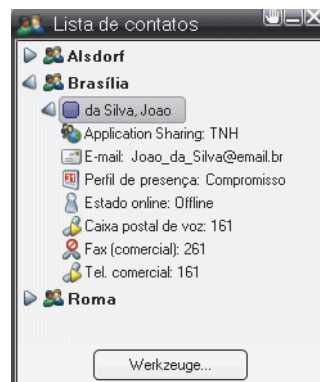 Lista de contatos
Alsdorf
Brasília
da Silva, Joao
Application Sharing: TNH
E-mail: Joao_da_Silva@email.br
Perfil de presença: Compromisso
Estado online: Offline
Caixa postal de voz: 161
Fax (comercial): 261
Tel. comercial: 161
Roma
Werkzeuge...